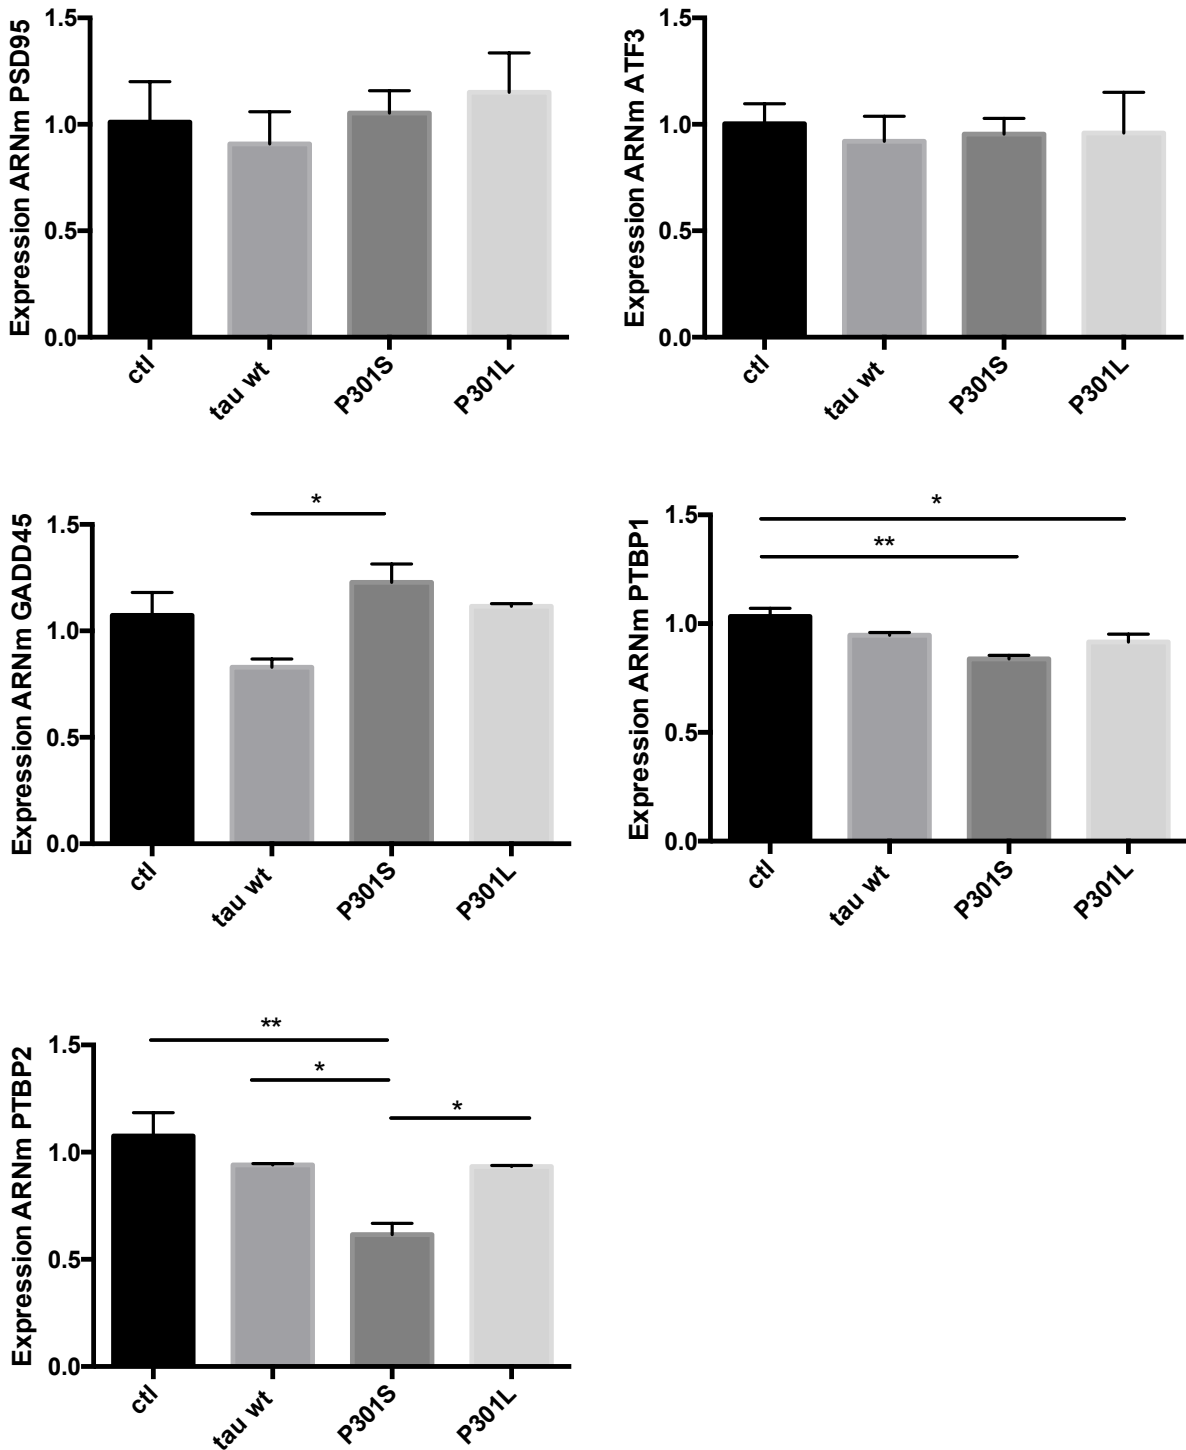 Expression ARNm PSD95
1.5
1.0
0.5
0.0
ctl
tau wt
P301S
P301L
Expression ARNm ATF3
1.5
1.0
0.5
0.0
ctl
tau wt
P301S
P301L
Expression ARNm GADD45
1.5
1.0
0.5
0.0
*
ctl
tau wt
P301S
P301L
Expression ARNm PTBP1
1.5
1.0
0.5
0.0
*
**
ctl
tau wt
P301S
P301L
Expression ARNm PTBP2
1.5
1.0
0.5
0.0
**
*
*
ctl
tau wt
P301S
P301L